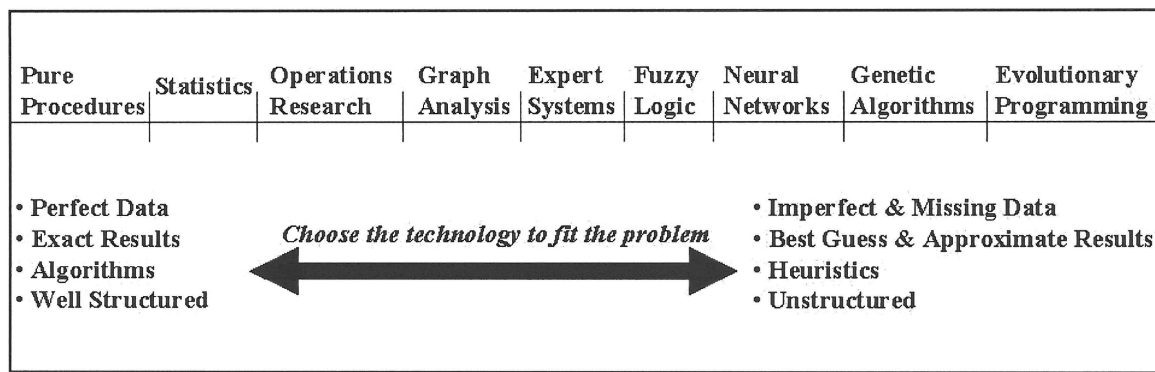 Pure Procedures
Statistics
Operations Research
Graph Analysis
Expert Systems
Fuzzy Logic
Neural Networks
Genetic Algorithms
Evolutionary Programming
• Perfect Data
• Exact Results
• Algorithms
• Well Structured
Choose the technology to fit the problem
• Imperfect & Missing Data
• Best Guess & Approximate Results
• Heuristics
• Unstructured